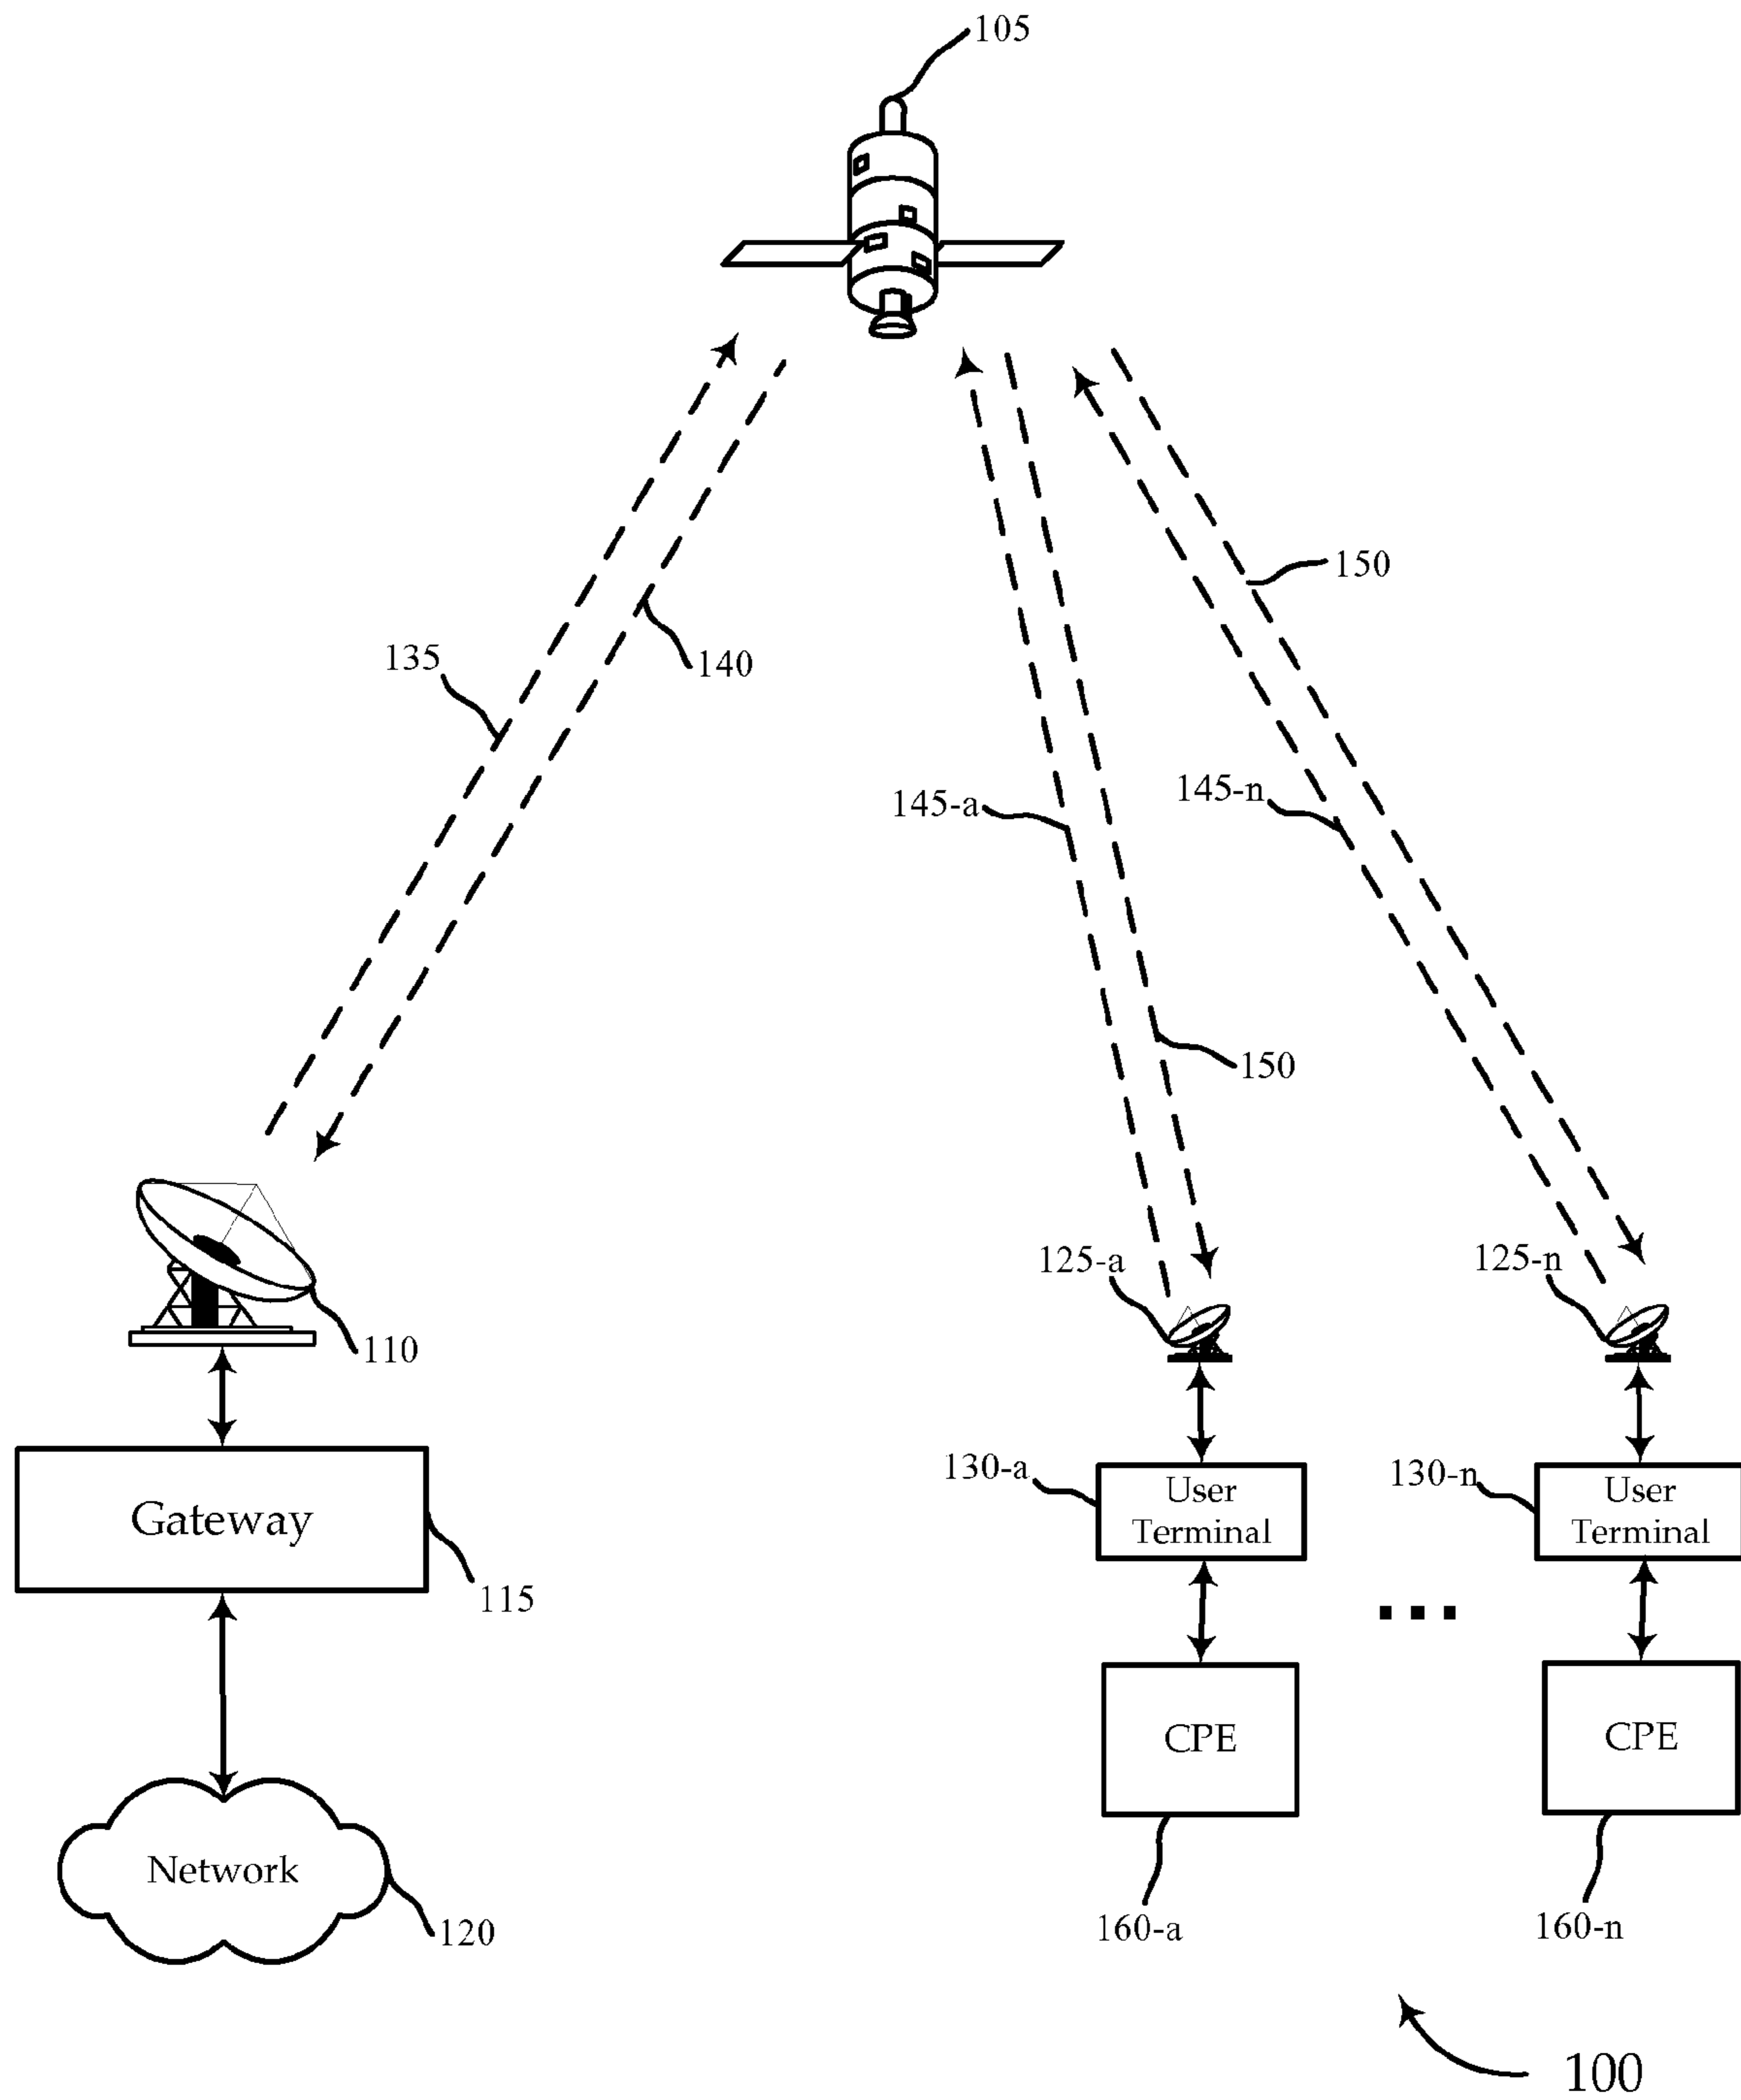 105
150
135
140
145-a
145-n
150
125-a
125-n
110
130-a
User
Terminal
130-n
User
Terminal
Gateway
115
CPE
CPE
Network
120
160-a
160-n
100